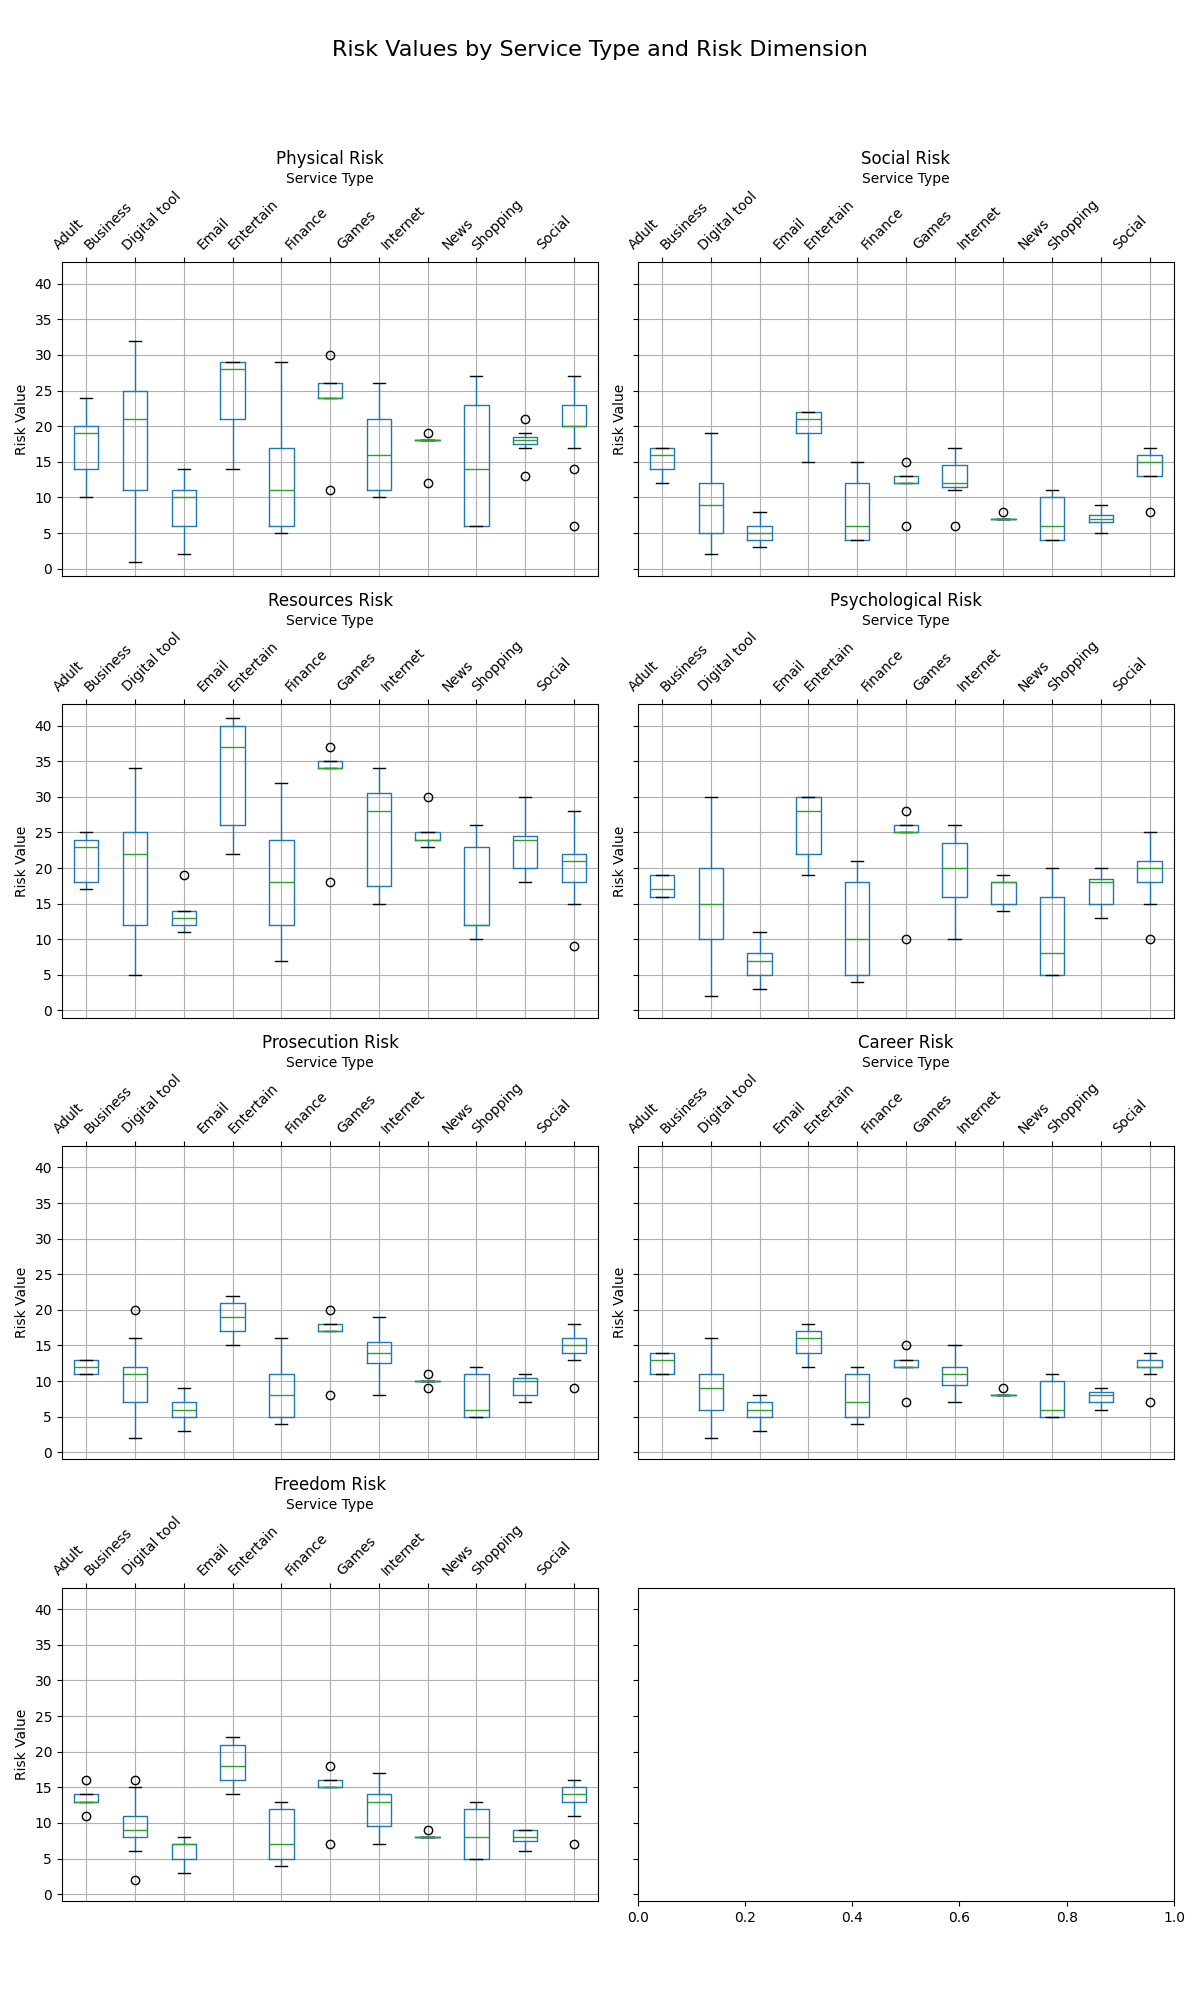 Risk Values by Service Type and Risk Dimension
Physical Risk
Service Type
Adult Business Digital tool Email Entertain Finance Games Internet News Shopping Social
Risk Value
40
35
30
25
20
15
10
5
0
Social Risk
Service Type
Adult Business Digital tool Email Entertain Finance Games Internet News Shopping Social
Risk Value
Resources Risk
Service Type
Adult Business Digital tool Email Entertain Finance Games Internet News Shopping Social
Risk Value
40
35
30
25
20
15
10
5
0
Psychological Risk
Service Type
Adult Business Digital tool Email Entertain Finance Games Internet News Shopping Social
Risk Value
Prosecution Risk
Service Type
Adult Business Digital tool Email Entertain Finance Games Internet News Shopping Social
Risk Value
40
35
30
25
20
15
10
5
0
Career Risk
Service Type
Adult Business Digital tool Email Entertain Finance Games Internet News Shopping Social
Risk Value
Freedom Risk
Service Type
Adult Business Digital tool Email Entertain Finance Games Internet News Shopping Social
Risk Value
40
35
30
25
20
15
10
5
0
0.0 0.2 0.4 0.6 0.8 1.0